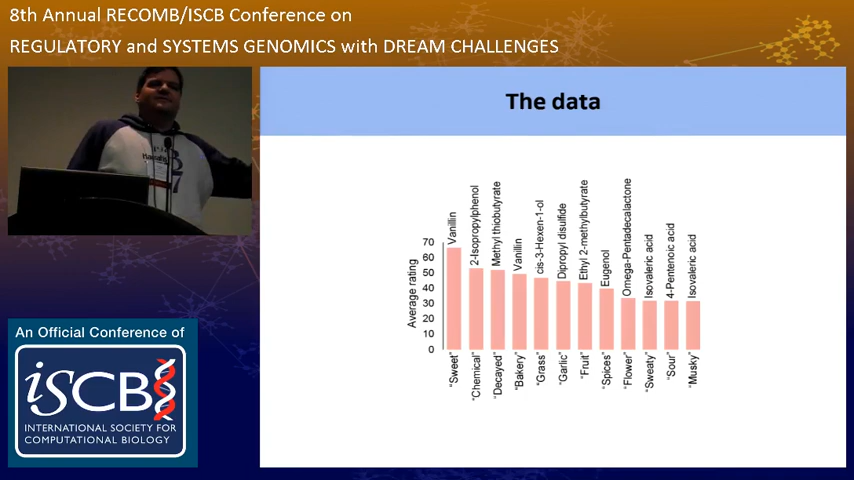 8th Annual RECOMB/ISCB Conference on
REGULATORY and SYSTEMS GENOMICS with DREAM CHALLENGES
The data
Average rating
70
60
50
40
30
20
10
0
Vanillin
2-Isopropylphenol
Methyl thiobutyrate
Vanillin
cis-3-Hexen-1-ol
Dipropyl disulfide
Ethyl 2-methylbutyrate
Eugenol
Omega-Pentadecalactone
Isovaleric acid
4-Pentenoic acid
Isovaleric acid
"Sweet"
"Chemical"
"Decayed"
"Bakery"
"Grass"
"Garlic"
"Fruit"
"Spices"
"Flower"
"Sweaty"
"Sour"
"Musky"
An Official Conference of
iSCB
INTERNATIONAL SOCIETY FOR
COMPUTATIONAL BIOLOGY